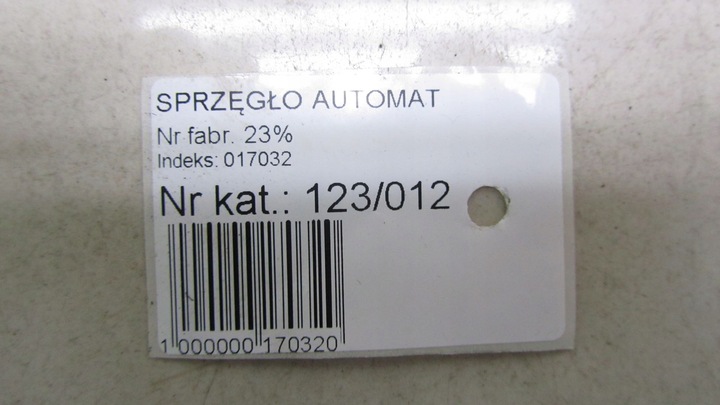 SPRZĘGŁO AUTOMAT
Nr fabr. 23%
Indeks: 017032
Nr kat.: 123/012
1 000000 170320